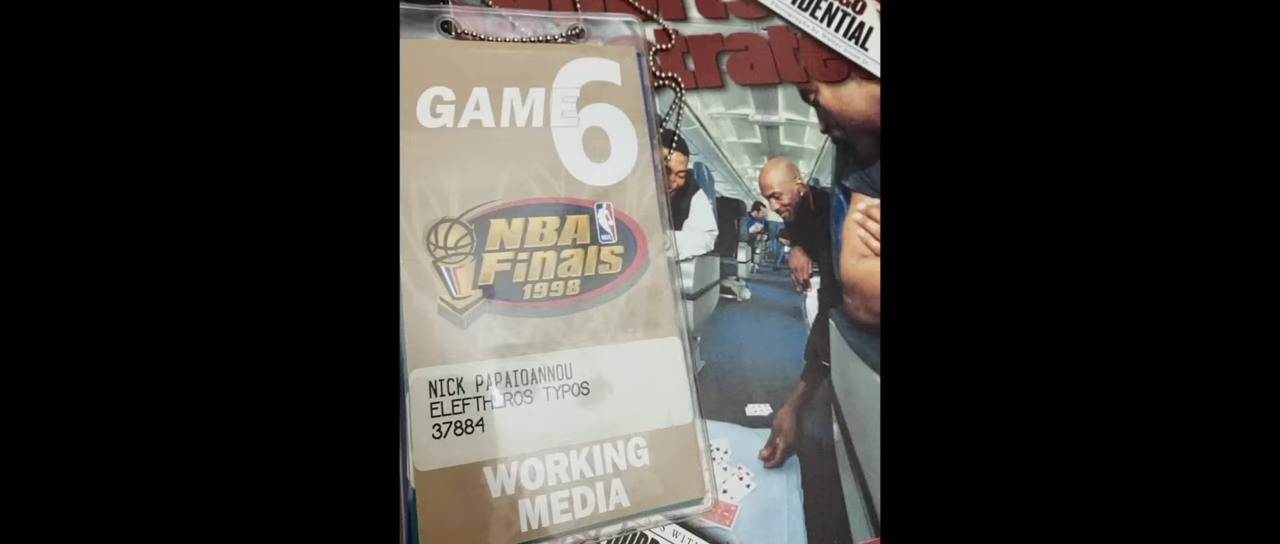 GAME 6
NBA
Finals
1998
NICK PAPAIOANNOU
ELEFTHEROS TYPOS
37884
WORKING
MEDIA
IDENTIAL